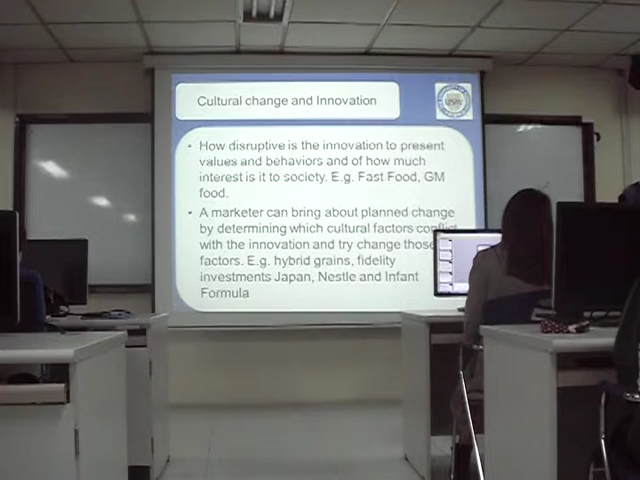 Cultural change and Innovation
USW
• How disruptive is the innovation to present
values and behaviors and of how much
interest is it to society. E.g. Fast Food, GM
food.
• A marketer can bring about planned change
by determining which cultural factors conflict
with the innovation and try change those
factors. E.g. hybrid grains, fidelity
investments Japan, Nestle and Infant
Formula